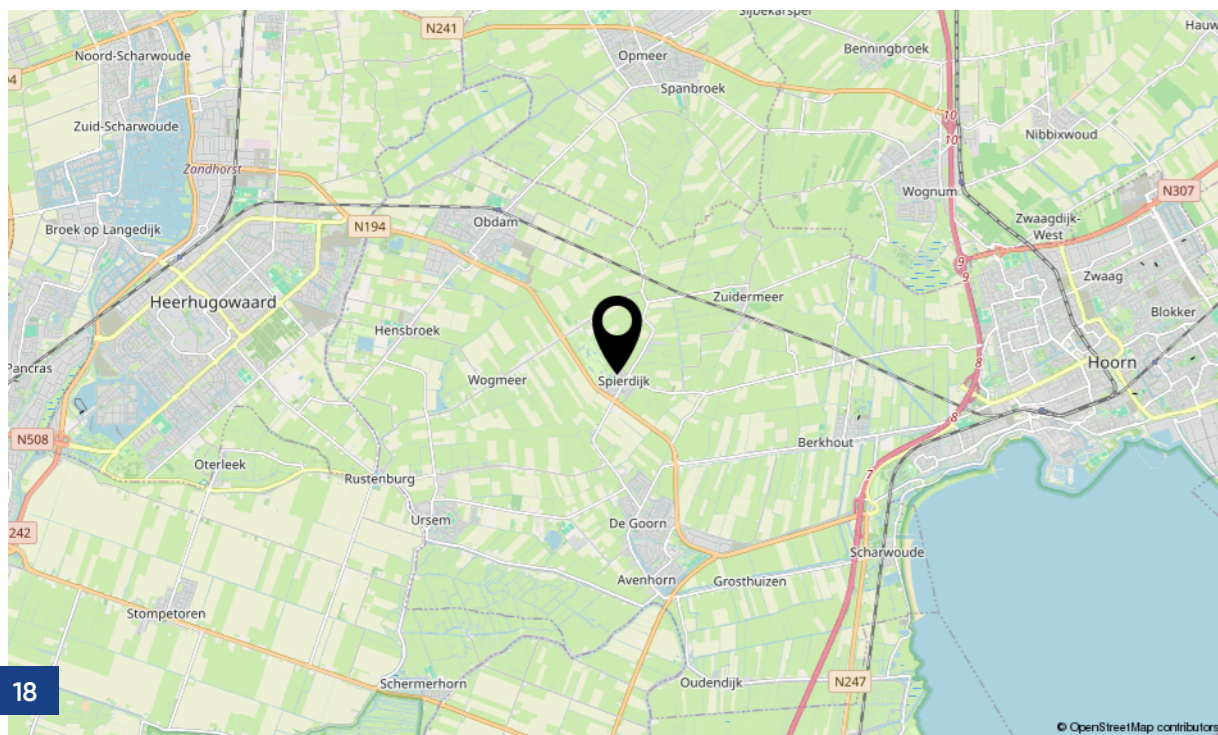 Sijbekarspel
Hauw
N241
Noord-Scharwoude
Opmeer
Benningbroek
Spanbroek
10
10
Zuid-Scharwoude
Nibbixwoud
Zandhorst
Wognum
N307
Obdam
N194
Zwaagdijk-
West
Broek op Langedijk
9
9
Zwaag
Heerhugowaard
Zuidermeer
Blokker
Hensbroek
8
Hoorn
Pancras
Wogmeer
Spierdijk
8
N508
Berkhout
Oterleek
7
Rustenburg
Ursem
De Goorn
242
Scharwoude
Avenhorn
Grosthuizen
Stompetoren
Schermerhorn
Oudendijk
N247
18
© OpenStreetMap contributors